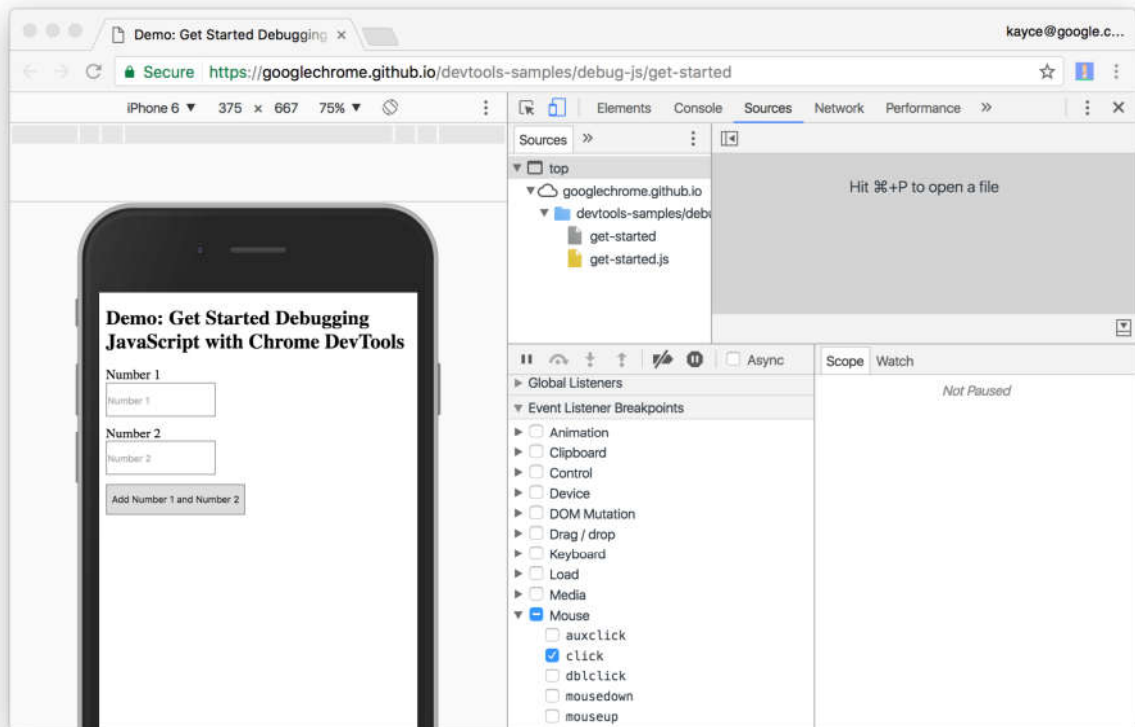 Demo: Get Started Debugging
kayce@google.c...
Secure https://googlechrome.github.io/devtools-samples/debug-js/get-started
iPhone 6 ▼ 375 × 667 75% ▼
Elements Console Sources Network Performance »
Sources »
top
googlechrome.github.io
devtools-samples/debu
get-started
get-started.js
Hit ⌘+P to open a file
Demo: Get Started Debugging
JavaScript with Chrome DevTools
Number 1
Number 1
Number 2
Number 2
Add Number 1 and Number 2
Async
Global Listeners
Event Listener Breakpoints
Animation
Clipboard
Control
Device
DOM Mutation
Drag / drop
Keyboard
Load
Media
Mouse
auxclick
click
dblclick
mousedown
mouseup
Scope Watch
Not Paused